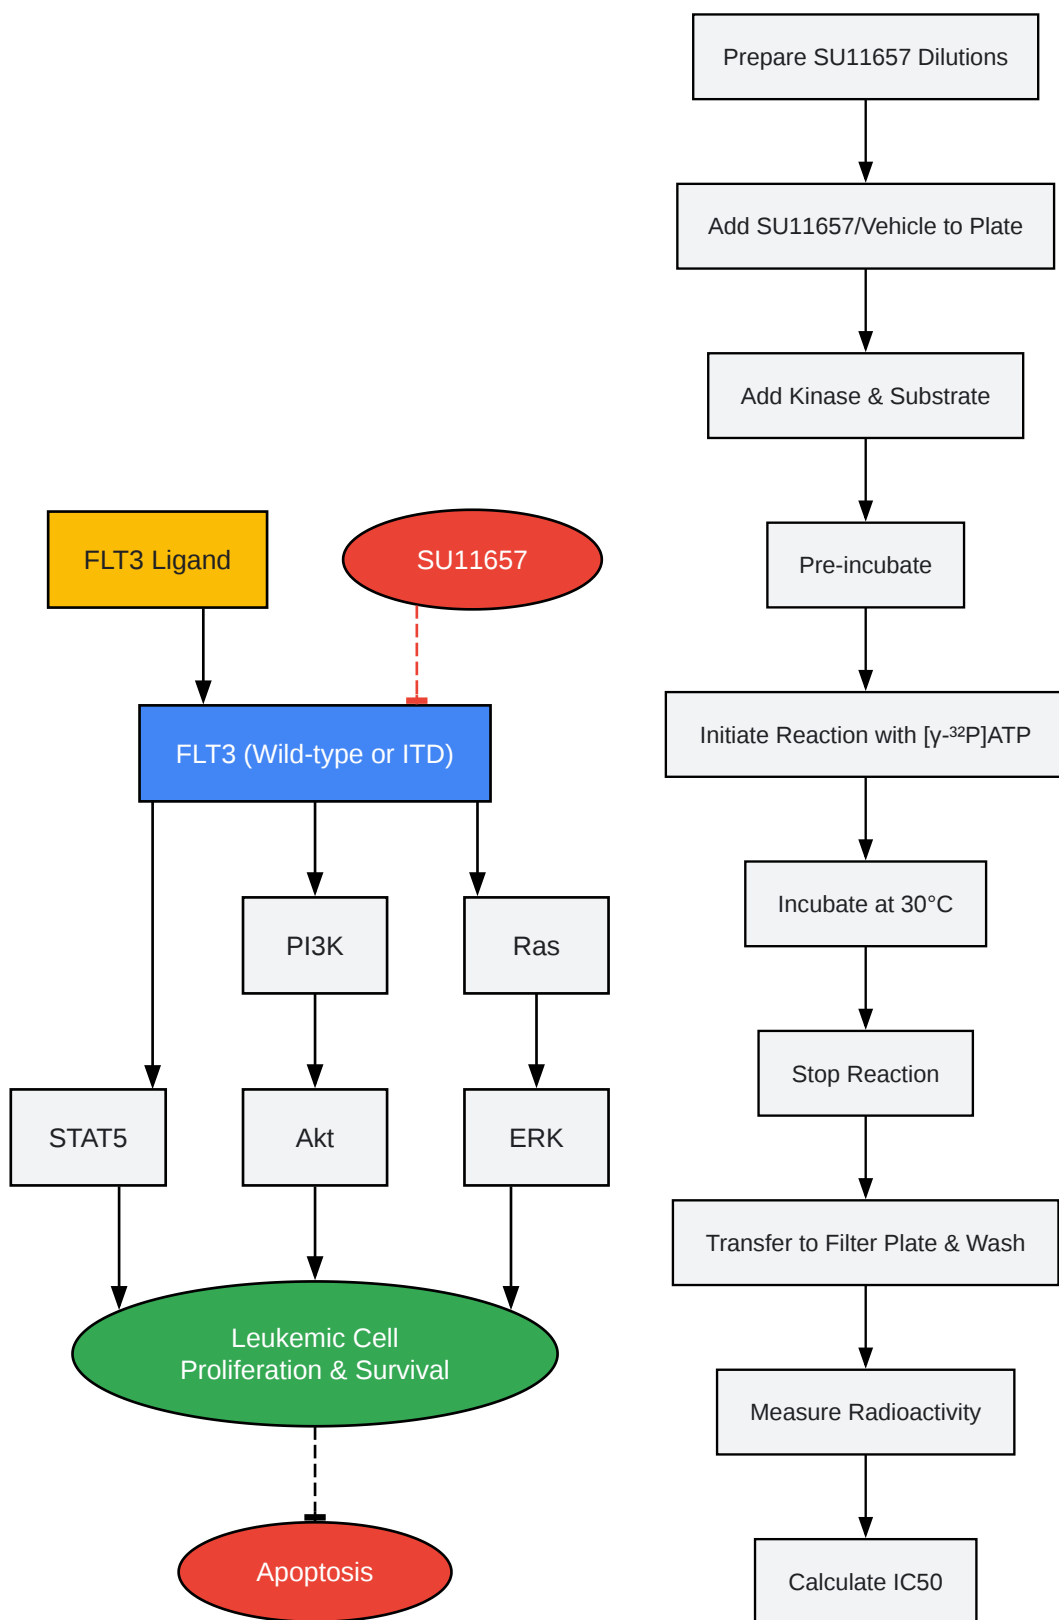 FLT3 Ligand
SU11657
FLT3 (Wild-type or ITD)
PI3K
Ras
STAT5
Akt
ERK
Leukemic Cell
Proliferation & Survival
Apoptosis
Prepare SU11657 Dilutions
Add SU11657/Vehicle to Plate
Add Kinase & Substrate
Pre-incubate
Initiate Reaction with [γ-³²P]ATP
Incubate at 30°C
Stop Reaction
Transfer to Filter Plate & Wash
Measure Radioactivity
Calculate IC50